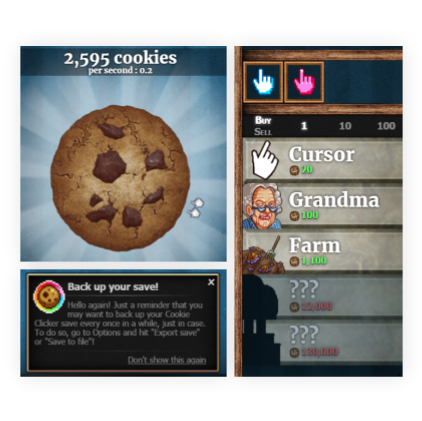 2,595 cookies
per second : 0.2
Back up your save!
x
Hello again! Just a reminder that you
may want to back up your Cookie
Clicker save every once in a while, just in case.
To do so, go to Options and hit "Export save"
or "Save to file"!
Don't show this again
Buy
Sell
1
10
100
Cursor
20
Grandma
100
Farm
1,100
???
12,000
???
130,000